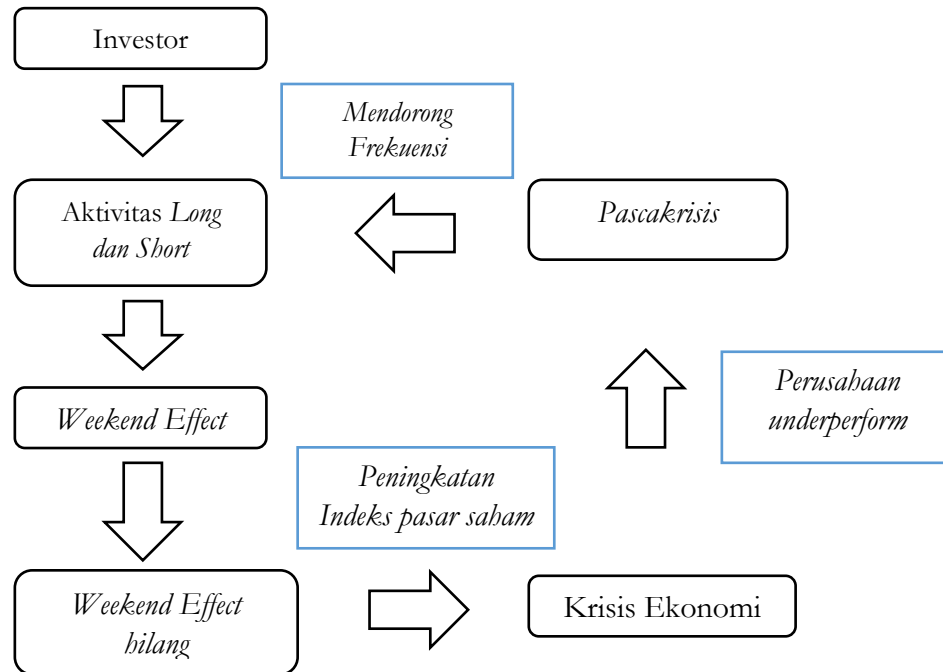 Investor
Mendorong
Frekuensi
Aktivitas Long
dan Short
Pascakrisis
Weekend Effect
Perusahaan
underperform
Peningkatan
Indeks pasar saham
Weekend Effect
hilang
Krisis Ekonomi